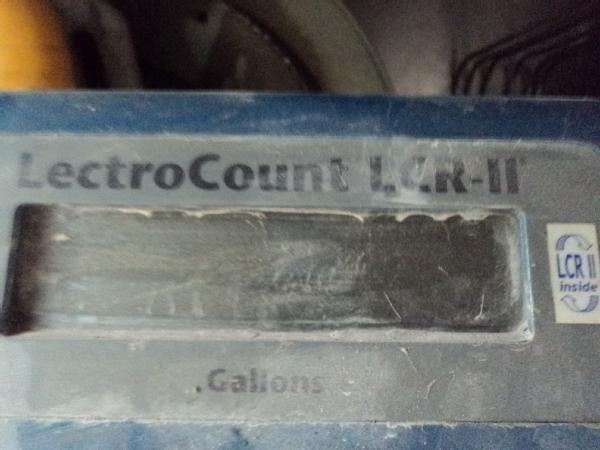 LectroCount LCR-II
LCR II
inside
.Gallons